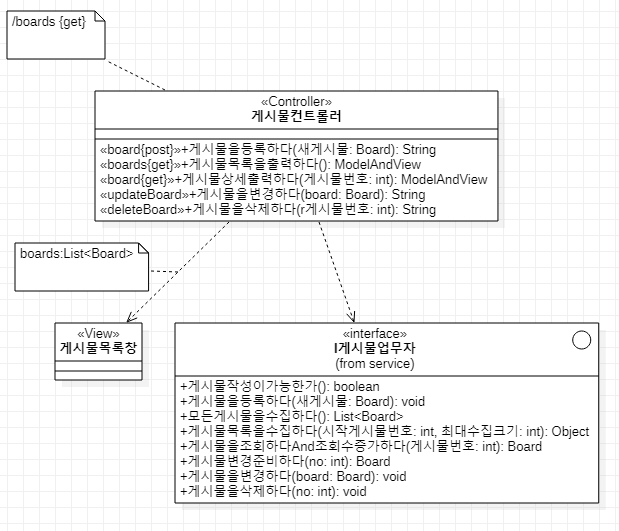 /boards {get}
«Controller»
게시물컨트롤러
«board{post}»+게시물을등록하다(새게시물: Board): String
«boards{get}»+게시물목록을출력하다(): ModelAndView
«board{get}»+게시물상세출력하다(게시물번호: int): ModelAndView
«updateBoard»+게시물을변경하다(board: Board): String
«deleteBoard»+게시물을삭제하다(r게시물번호: int): String
boards:List<Board>
«View»
게시물목록창
«interface»
I게시물업무자
(from service)
+게시물작성이가능한가(): boolean
+게시물을등록하다(새게시물: Board): void
+모든게시물을수집하다(): List<Board>
+게시물목록을수집하다(시작게시물번호: int, 최대수집크기: int): Object
+게시물을조회하다And조회수증가하다(게시물번호: int): Board
+게시물변경준비하다(no: int): Board
+게시물을변경하다(board: Board): void
+게시물을삭제하다(no: int): void